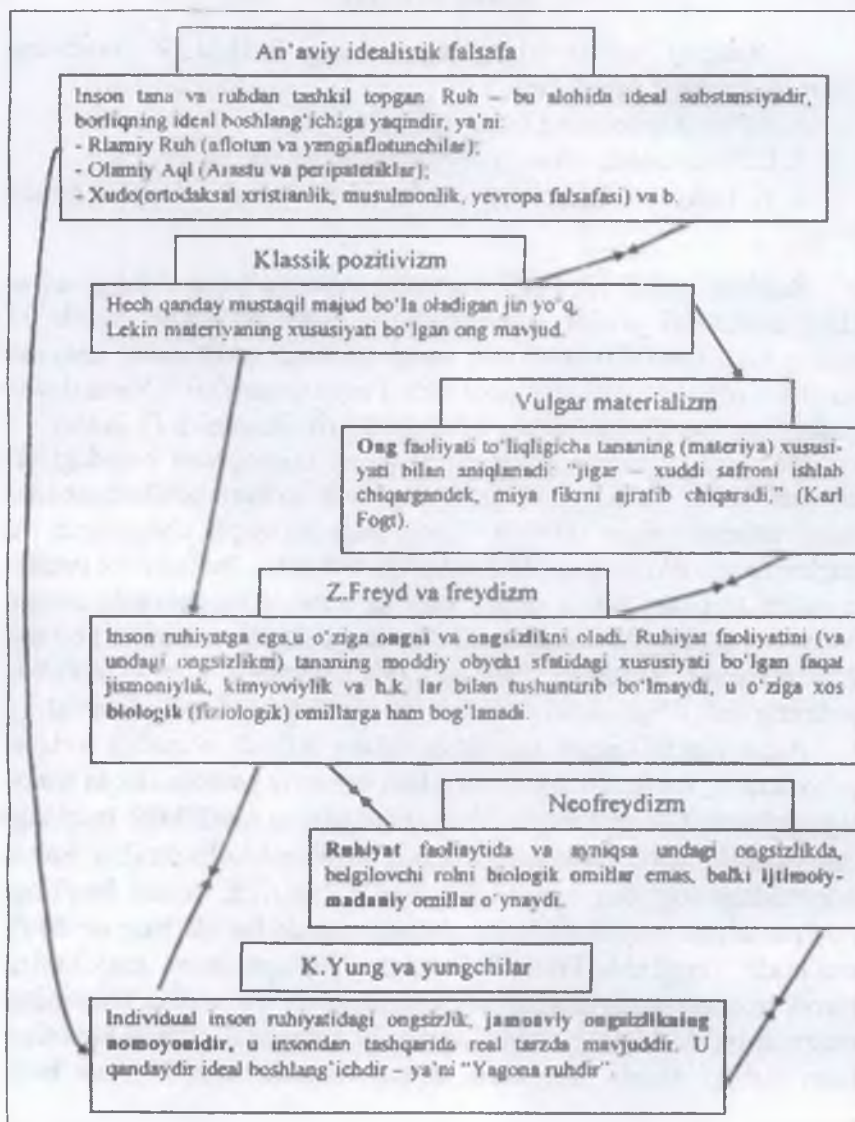 An'aviy idealistik falsafa
Inson tana va ruhdan tashkil topgan Ruh – bu alohida ideal substansiyadir,
borliqning ideal boshlang'ichiga yaqindir, ya'ni:
- Rlamiy Ruh (aflotun va yangiaflotunchilar);
- Olamiy Aql (Arastu va peripatetiklar);
- Xudo(ortodaksal xristianlik, musulmonlik, yevropa falsafasi) va b.
Klassik pozitivizm
Hech qanday mustaqil majud bo'la oladigan jin yo'q.
Lekin materiyaning xususiyati bo'lgan ong mavjud.
Vulgar materializm
Ong faoliyati to'liqligicha tananing (materiya) xususi-
yati bilan aniqlanadi: "jigar – xuddi safroni ishlab
chiqargandek, miya fikrni ajratib chiqaradi," (Karl
Fogt).
Z.Freyd va freydizm
Inson ruhiyatga ega,u o'ziga ongni va ongsizlikni oladi. Ruhiyat faoliyatini (va
undagi ongsizlikni) tananing moddiy obyekt sfatidagi xususiyati bo'lgan faqat
jismoniylik, kimyoviylik va h.k. lar bilan tushuntirib bo'lmaydi, u o'ziga xos
biologik (fiziologik) omillarga ham bog'lanadi.
Neofreydizm
Ruhiyat faoliaytida va ayniqsa undagi ongsizlikda,
belgilovchi rolni biologik omillar emas, balki ijtimoiy-
madaniy omillar o'ynaydi.
K.Yung va yungchilar
Individual inson ruhiyatidagi ongsizlik, jamoaviy ongsizlikning
nomoyonidir, u insondan tashqarida real tarzda mavjuddir. U
qandaydir ideal boshlang'ichdir – ya'ni "Yagona ruhdir".